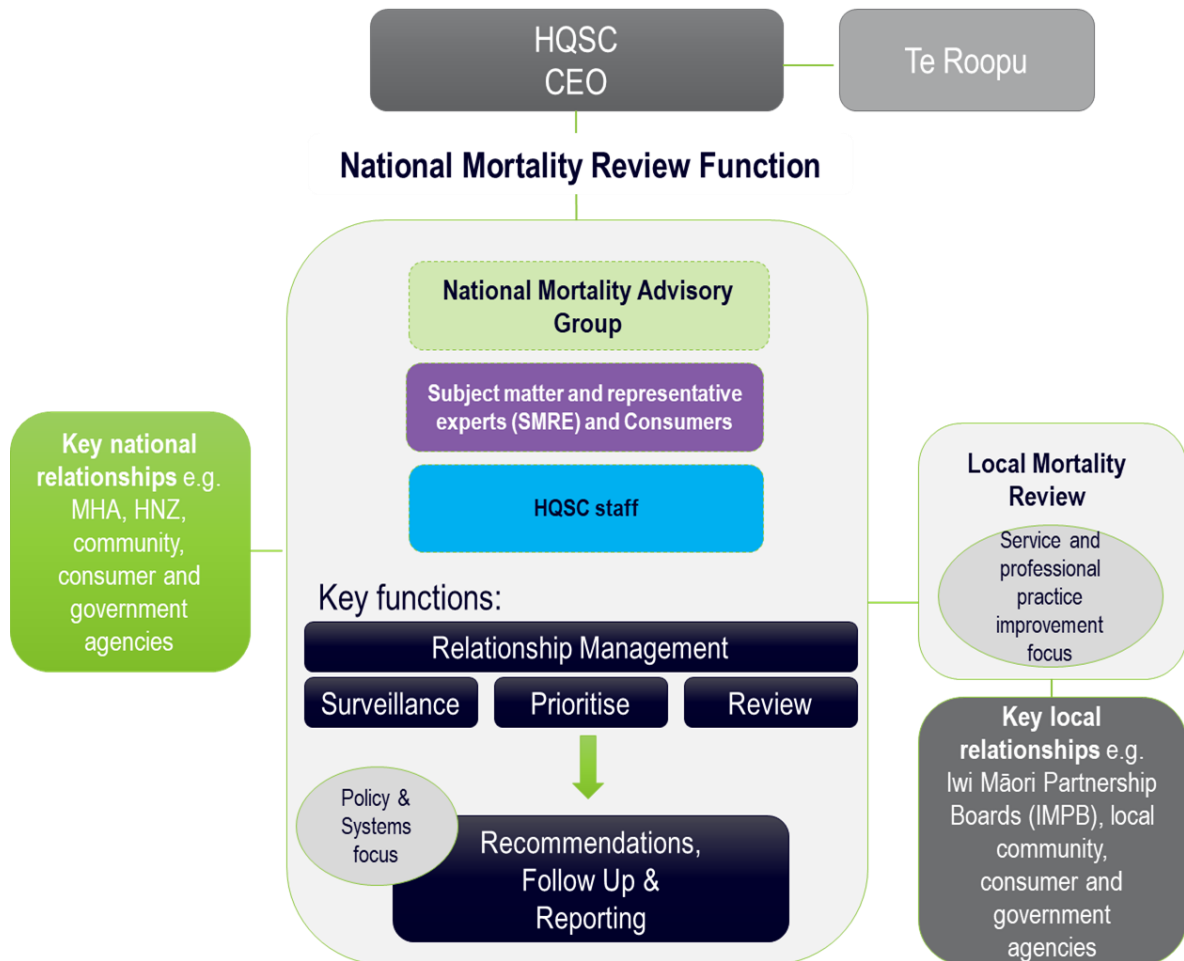 HQSC
CEO
Te Roopu
National Mortality Review Function
National Mortality Advisory
Group
Subject matter and representative
experts (SMRE) and Consumers
HQSC staff
Key national
relationships e.g.
MHA, HNZ,
community,
consumer and
government
agencies
Local Mortality
Review
Service and
professional
practice
improvement
focus
Key functions:
Relationship Management
Surveillance
Prioritise
Review
Policy &
Systems
focus
Recommendations,
Follow Up &
Reporting
Key local
relationships e.g.
Iwi Māori Partnership
Boards (IMPB), local
community,
consumer and
government
agencies